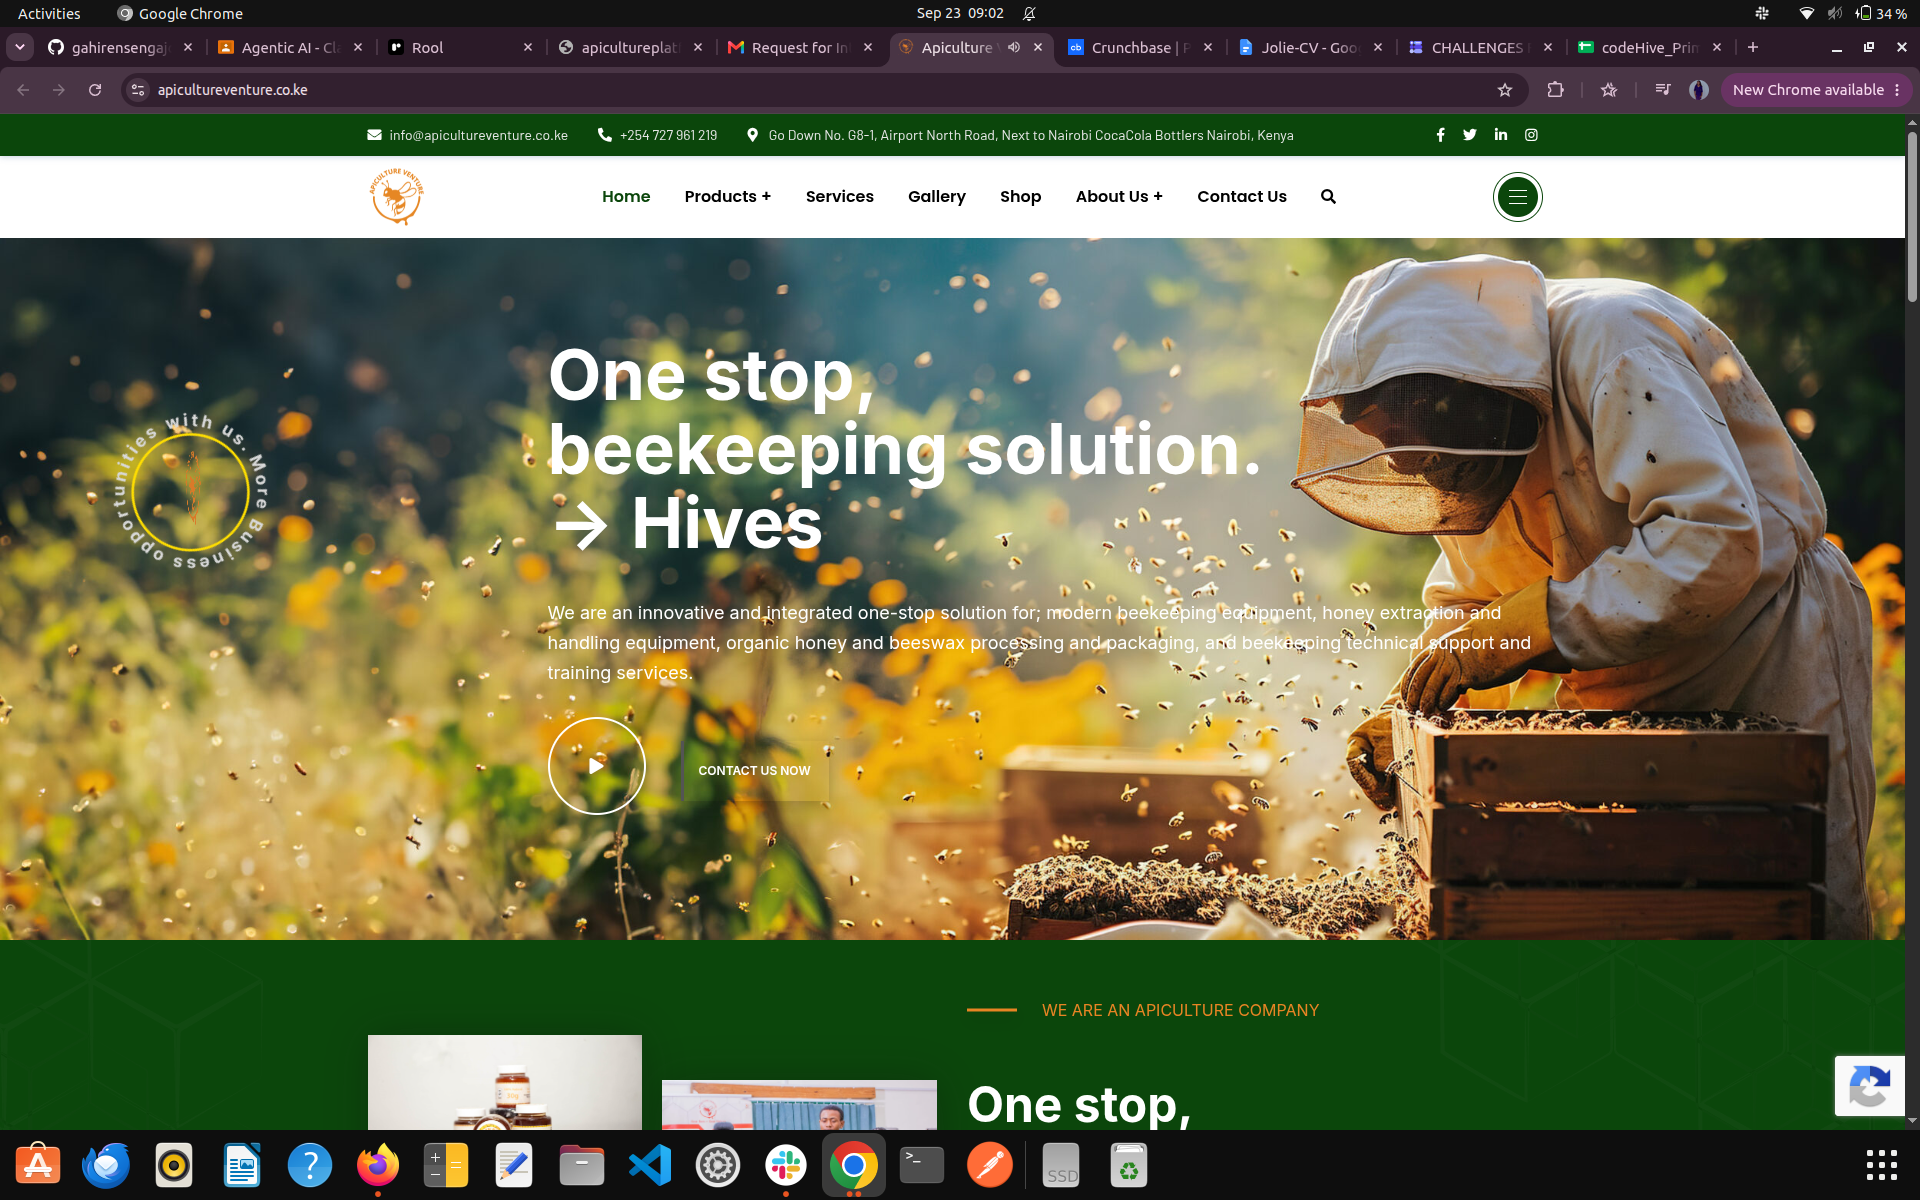 Activities
Google Chrome
Sep 23 09:02
34 %
gahirensengaj
Agentic AI - Cl
Rool
apicultureplat
Request for In
Apiculture
Crunchbase | P
Jolie-CV - Goo
CHALLENGES
codeHive_Prim
apicultureventure.co.ke
New Chrome available
info@apicultureventure.co.ke
+254 727 961 219
Go Down No. G8-1, Airport North Road, Next to Nairobi CocaCola Bottlers Nairobi, Kenya
APICULTURE VENTURE
Home
Products +
Services
Gallery
Shop
About Us +
Contact Us
One stop,
beekeeping solution.
→ Hives
More Business opportunities with us.
We are an innovative and integrated one-stop solution for; modern beekeeping equipment, honey extraction and
handling equipment, organic honey and beeswax processing and packaging, and beekeeping technical support and
training services.
CONTACT US NOW
WE ARE AN APICULTURE COMPANY
One stop,
SSD